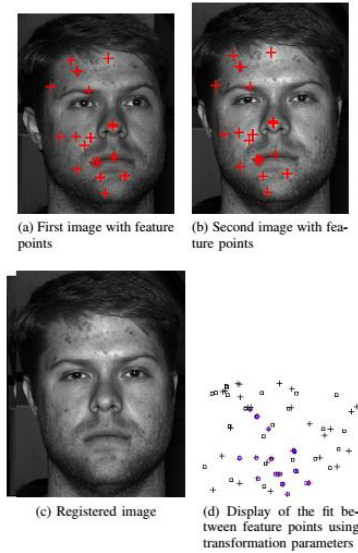 (a) First image with feature
points
(b) Second image with fea-
ture points
(c) Registered image
(d) Display of the fit be-
tween feature points using
transformation parameters